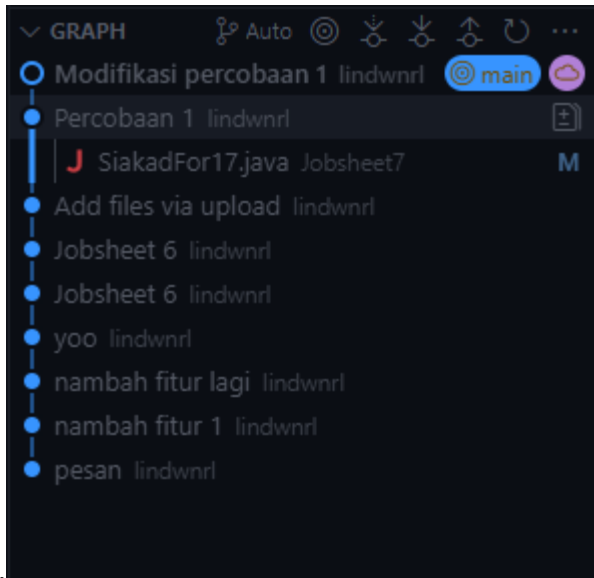 GRAPH Auto
Modifikasi percobaan 1 lindwnrl main
Percobaan 1 lindwnrl
J SiakadFor17.java Jobsheet7 M
Add files via upload lindwnrl
Jobsheet 6 lindwnrl
Jobsheet 6 lindwnrl
yoo lindwnrl
nambah fitur lagi lindwnrl
nambah fitur 1 lindwnrl
pesan lindwnrl